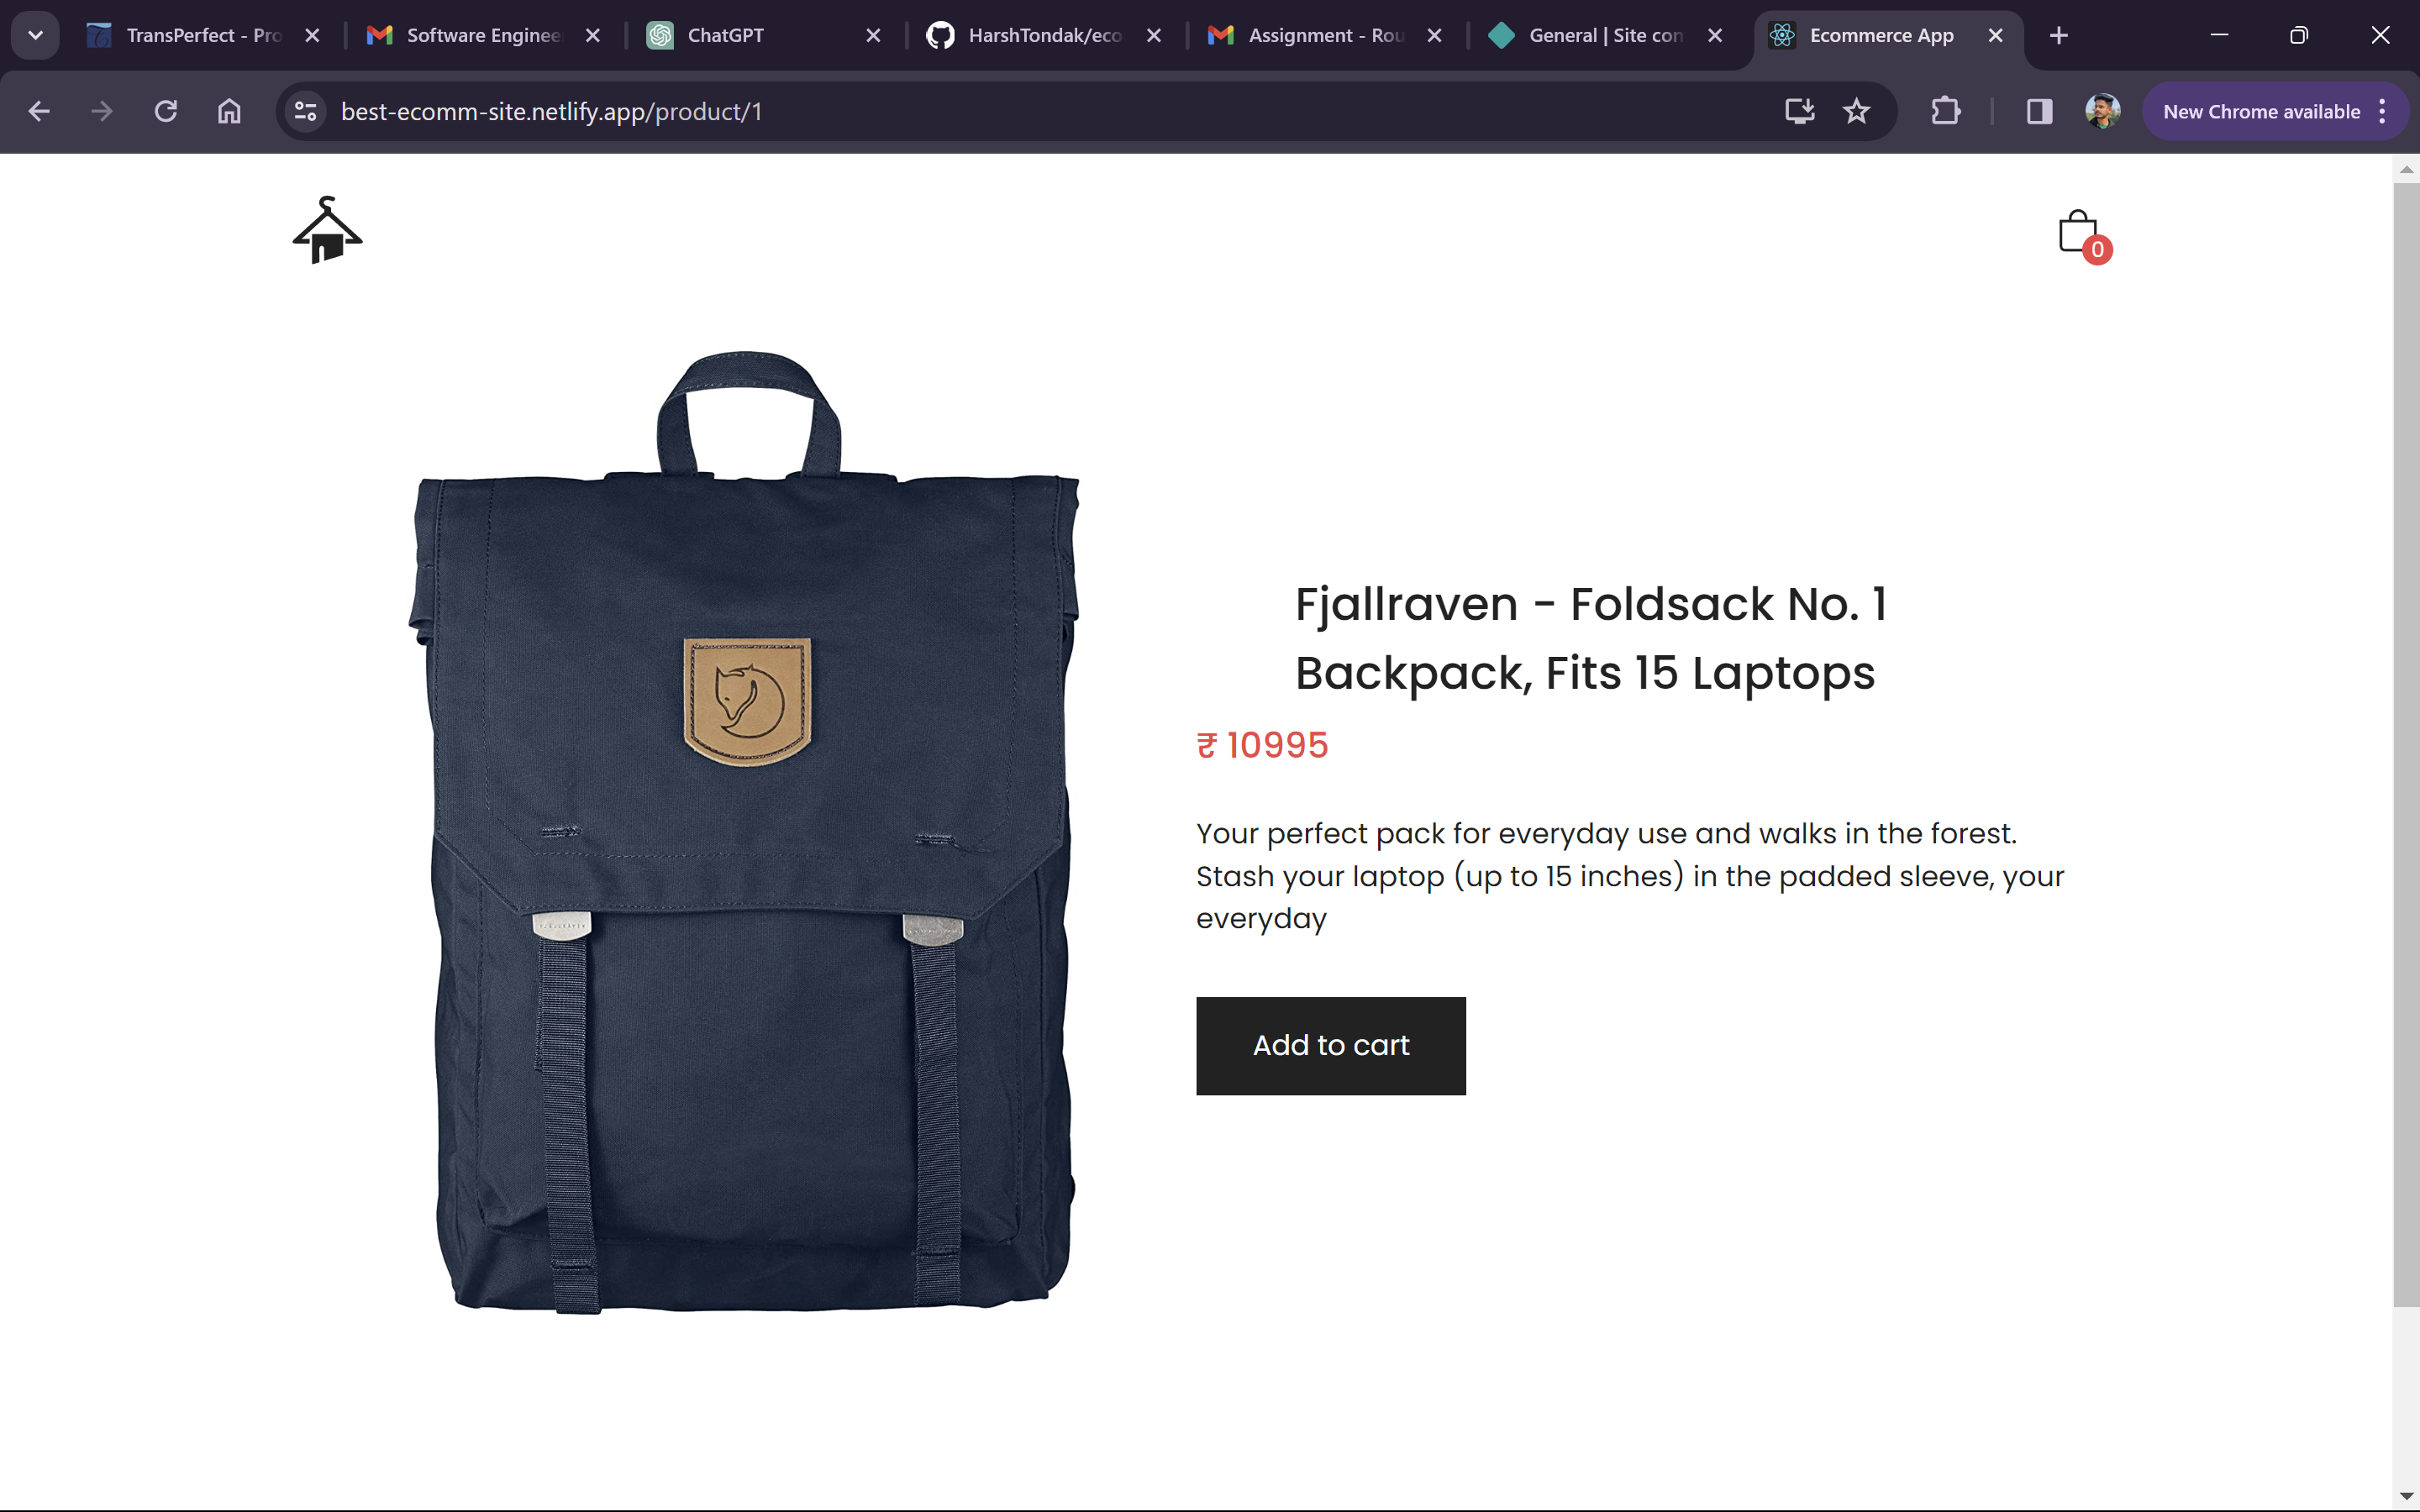 TransPerfect - Pro
Software Enginee
ChatGPT
HarshTondak/eco
Assignment - Rou
General | Site con
Ecommerce App
best-ecomm-site.netlify.app/product/1
New Chrome available
0
Fjallraven - Foldsack No. 1
Backpack, Fits 15 Laptops
₹ 10995
Your perfect pack for everyday use and walks in the forest.
Stash your laptop (up to 15 inches) in the padded sleeve, your
everyday
Add to cart